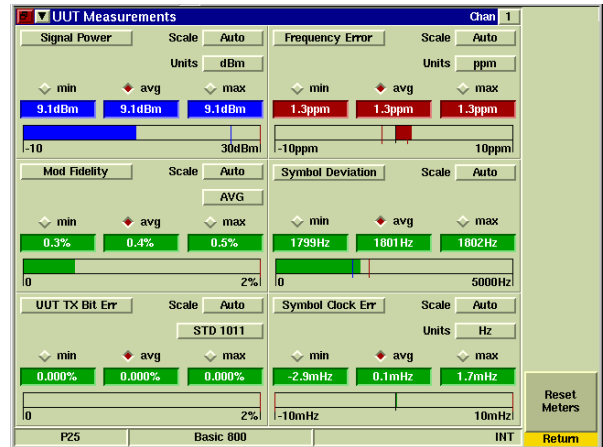 UUT Measurements Chan 1
Signal Power Scale Auto
Units dBm
min avg max
9.1dBm 9.1dBm 9.1dBm
-10 30dBm
Frequency Error Scale Auto
Units ppm
min avg max
1.3ppm 1.3ppm 1.3ppm
-10ppm 10ppm
Mod Fidelity Scale Auto
AVG
min avg max
0.3% 0.4% 0.5%
0 2%
Symbol Deviation Scale Auto
min avg max
1799Hz 1801Hz 1802Hz
0 5000Hz
UUT TX Bit Err Scale Auto
STD 1011
min avg max
0.000% 0.000% 0.000%
0 2%
Symbol Clock Err Scale Auto
Units Hz
min avg max
-2.9mHz 0.1mHz 1.7mHz
-10mHz 10mHz
Reset
Meters
P25 Basic 800 INT Return